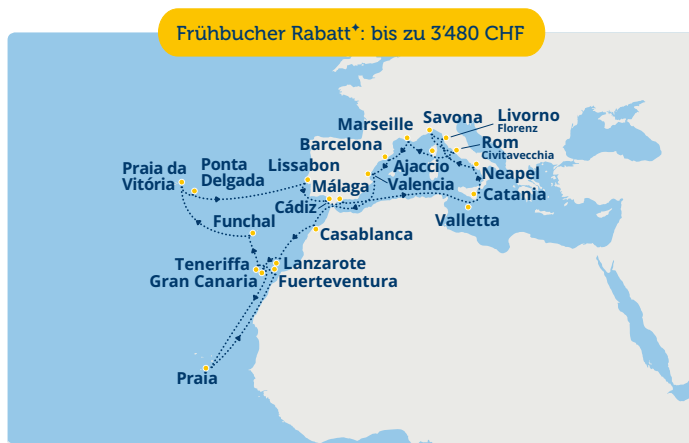 Frühbucher Rabatt✦: bis zu 3’480 CHF
Marseille
Savona
Livorno
Florenz
Barcelona
Rom
Civitavecchia
Praia da
Vitória
Ponta
Delgada
Lissabon
Málaga
Ajaccio
Valencia
Neapel
Cádiz
Catania
Funchal
Valletta
Casablanca
Teneriffa
Lanzarote
Gran Canaria
Fuerteventura
Praia